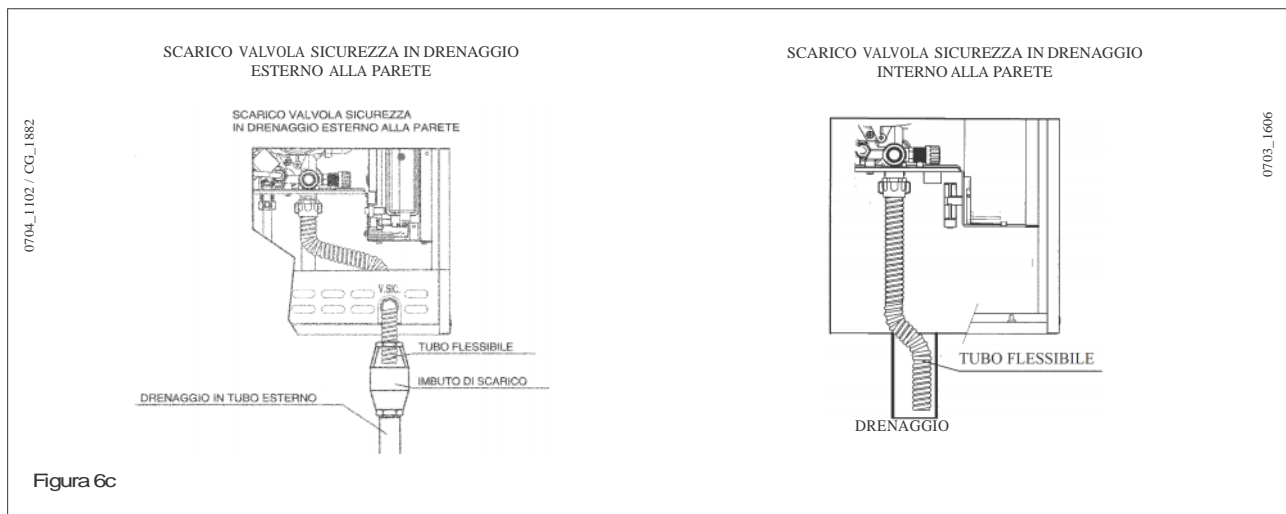 SCARICO VALVOLA SICUREZZA IN DRENAGGIO
ESTERNO ALLA PARETE
SCARICO VALVOLA SICUREZZA
IN DRENAGGIO ESTERNO ALLA PARETE
0704_1102 / CG_1882
V.SIC.
TUBO FLESSIBILE
IMBUTO DI SCARICO
DRENAGGIO IN TUBO ESTERNO
SCARICO VALVOLA SICUREZZA IN DRENAGGIO
INTERNO ALLA PARETE
0703_1606
TUBO FLESSIBILE
DRENAGGIO
Figura 6c